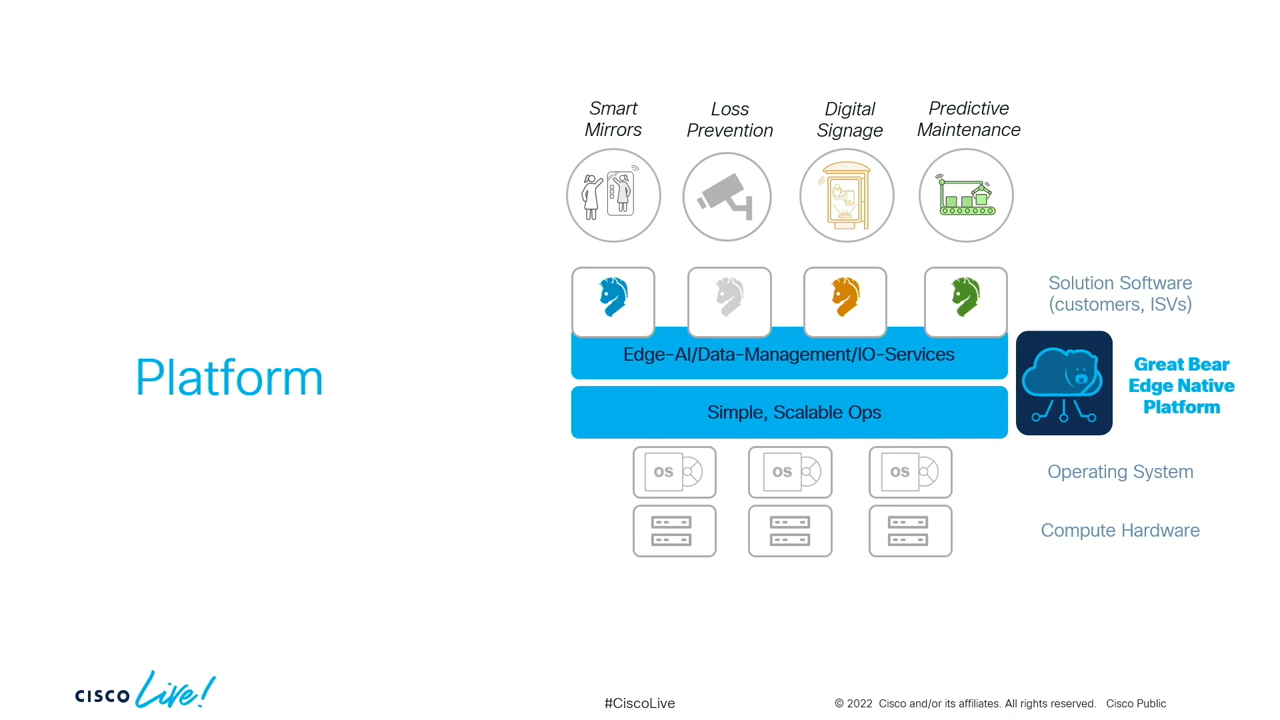 Smart
Mirrors
Loss
Prevention
Digital
Signage
Predictive
Maintenance
Solution Software
(customers, ISVs)
Edge-AI/Data-Management/IO-Services
Platform
Great Bear
Edge Native
Platform
Simple, Scalable Ops
OS
OS
OS
Operating System
Compute Hardware
CISCO Live!
#CiscoLive
© 2022 Cisco and/or its affiliates. All rights reserved. Cisco Public